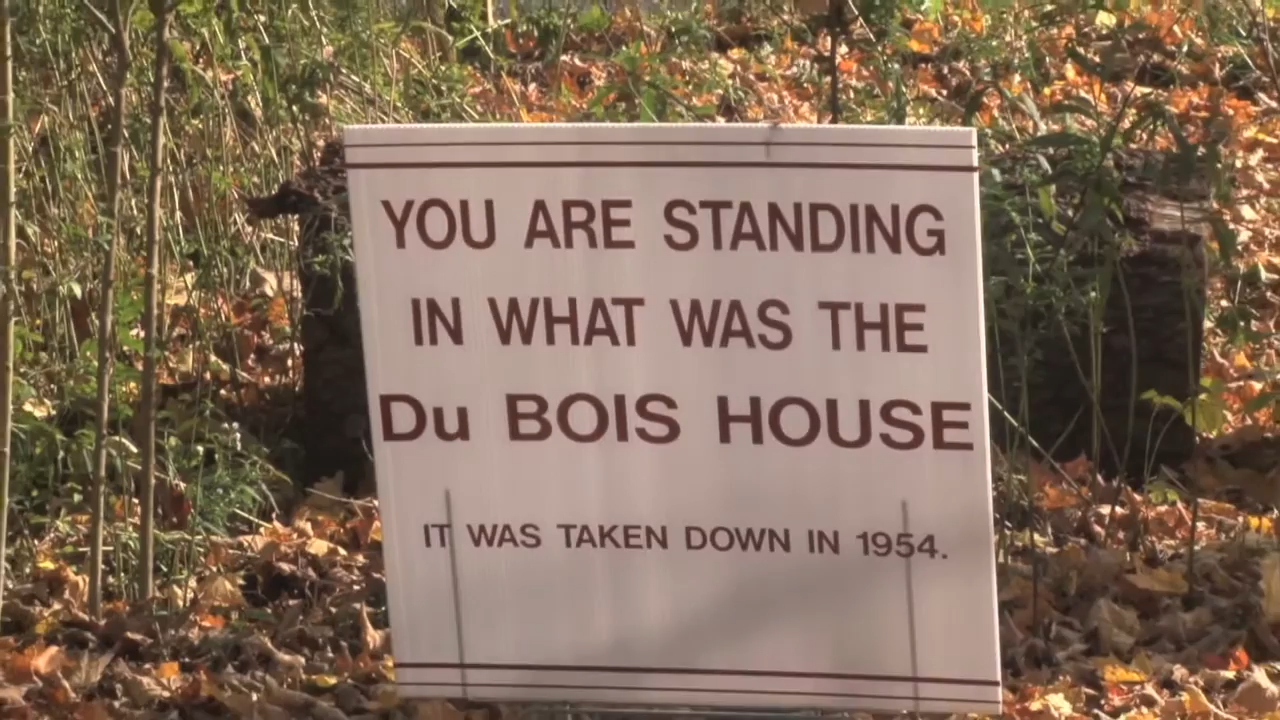 YOU ARE STANDING
IN WHAT WAS THE
Du BOIS HOUSE
IT WAS TAKEN DOWN IN 1954.